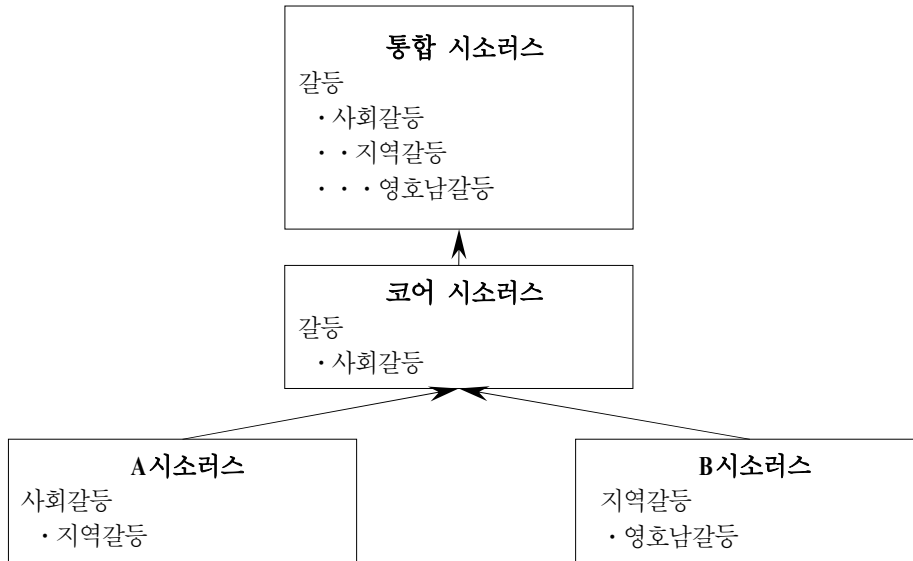 통합 시소러스
갈등
・사회갈등
・・지역갈등
・・・영호남갈등
코어 시소러스
갈등
・사회갈등
A시소러스
사회갈등
・지역갈등
B시소러스
지역갈등
・영호남갈등